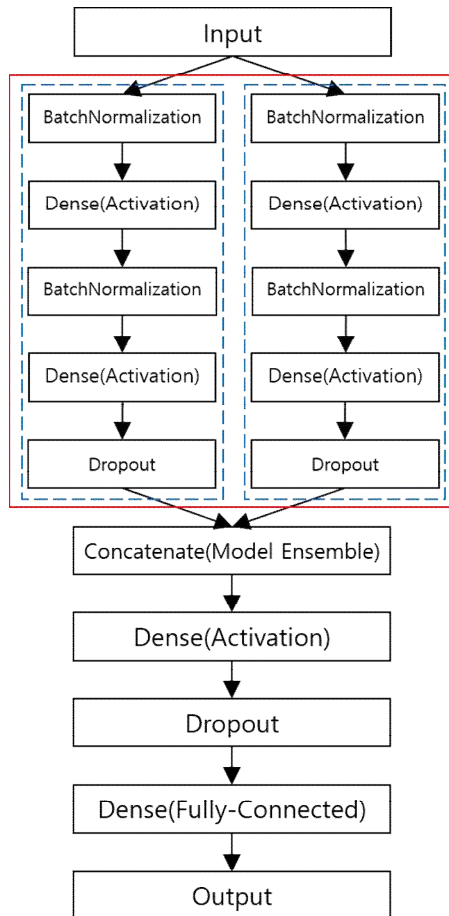 Input
BatchNormalization
Dense(Activation)
BatchNormalization
Dense(Activation)
Dropout
BatchNormalization
Dense(Activation)
BatchNormalization
Dense(Activation)
Dropout
Concatenate(Model Ensemble)
Dense(Activation)
Dropout
Dense(Fully-Connected)
Output